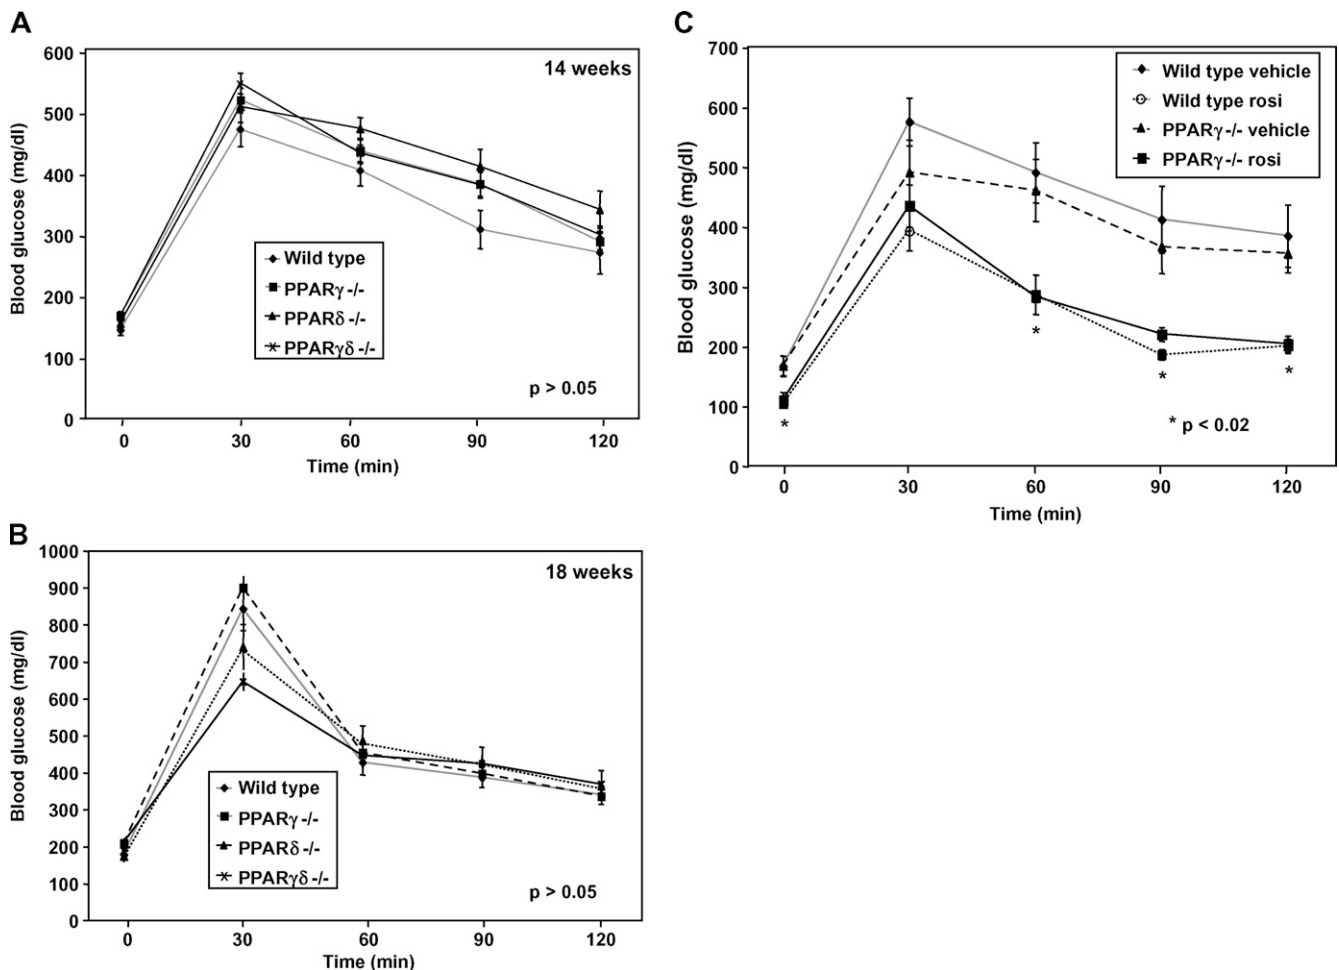 A
600
500
400
300
200
100
0
Blood glucose (mg/dl)
14 weeks
Wild type
PPARγ -/-
PPARδ -/-
PPARγδ -/-
p > 0.05
0 30 60 90 120
Time (min)
B
1000
900
800
700
600
500
400
300
200
100
0
Blood glucose (mg/dl)
18 weeks
Wild type
PPARγ -/-
PPARδ -/-
PPARγδ -/-
p > 0.05
0 30 60 90 120
Time (min)
C
700
600
500
400
300
200
100
0
Blood glucose (mg/dl)
Wild type vehicle
Wild type rosi
PPARγ -/- vehicle
PPARγ -/- rosi
*
*
*
*
* p < 0.02
0 30 60 90 120
Time (min)